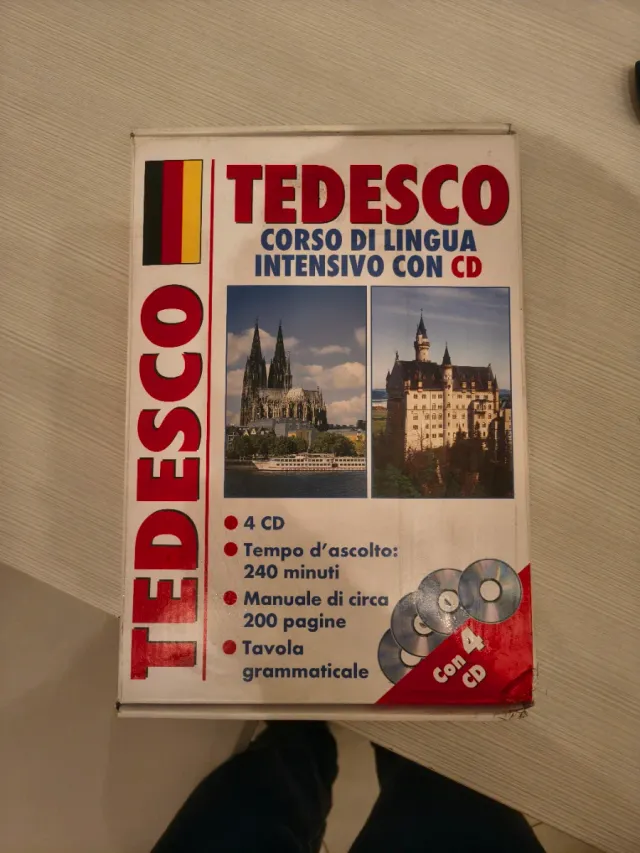 TEDESCO
TEDESCO
CORSO DI LINGUA
INTENSIVO CON CD
4 CD
Tempo d'ascolto:
240 minuti
Manuale di circa
200 pagine
Tavola
grammaticale
Con 4
CD